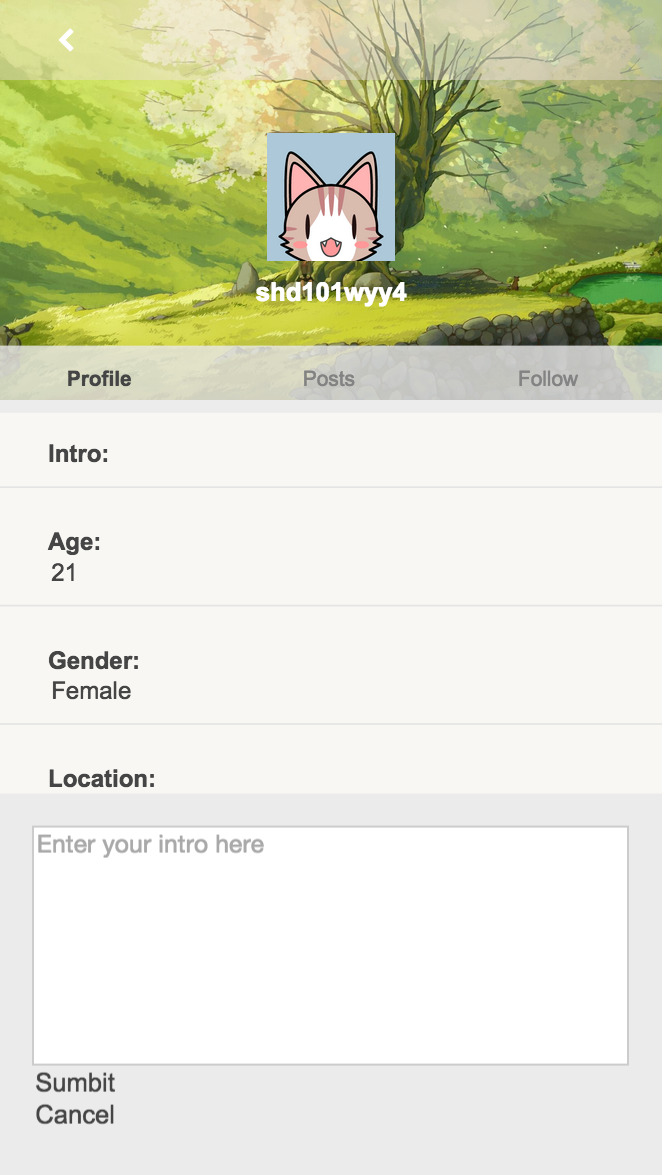 shd101wyy4
Profile Posts Follow
Intro:
Age:
21
Gender:
Female
Location:
Enter your intro here
Sumbit
Cancel